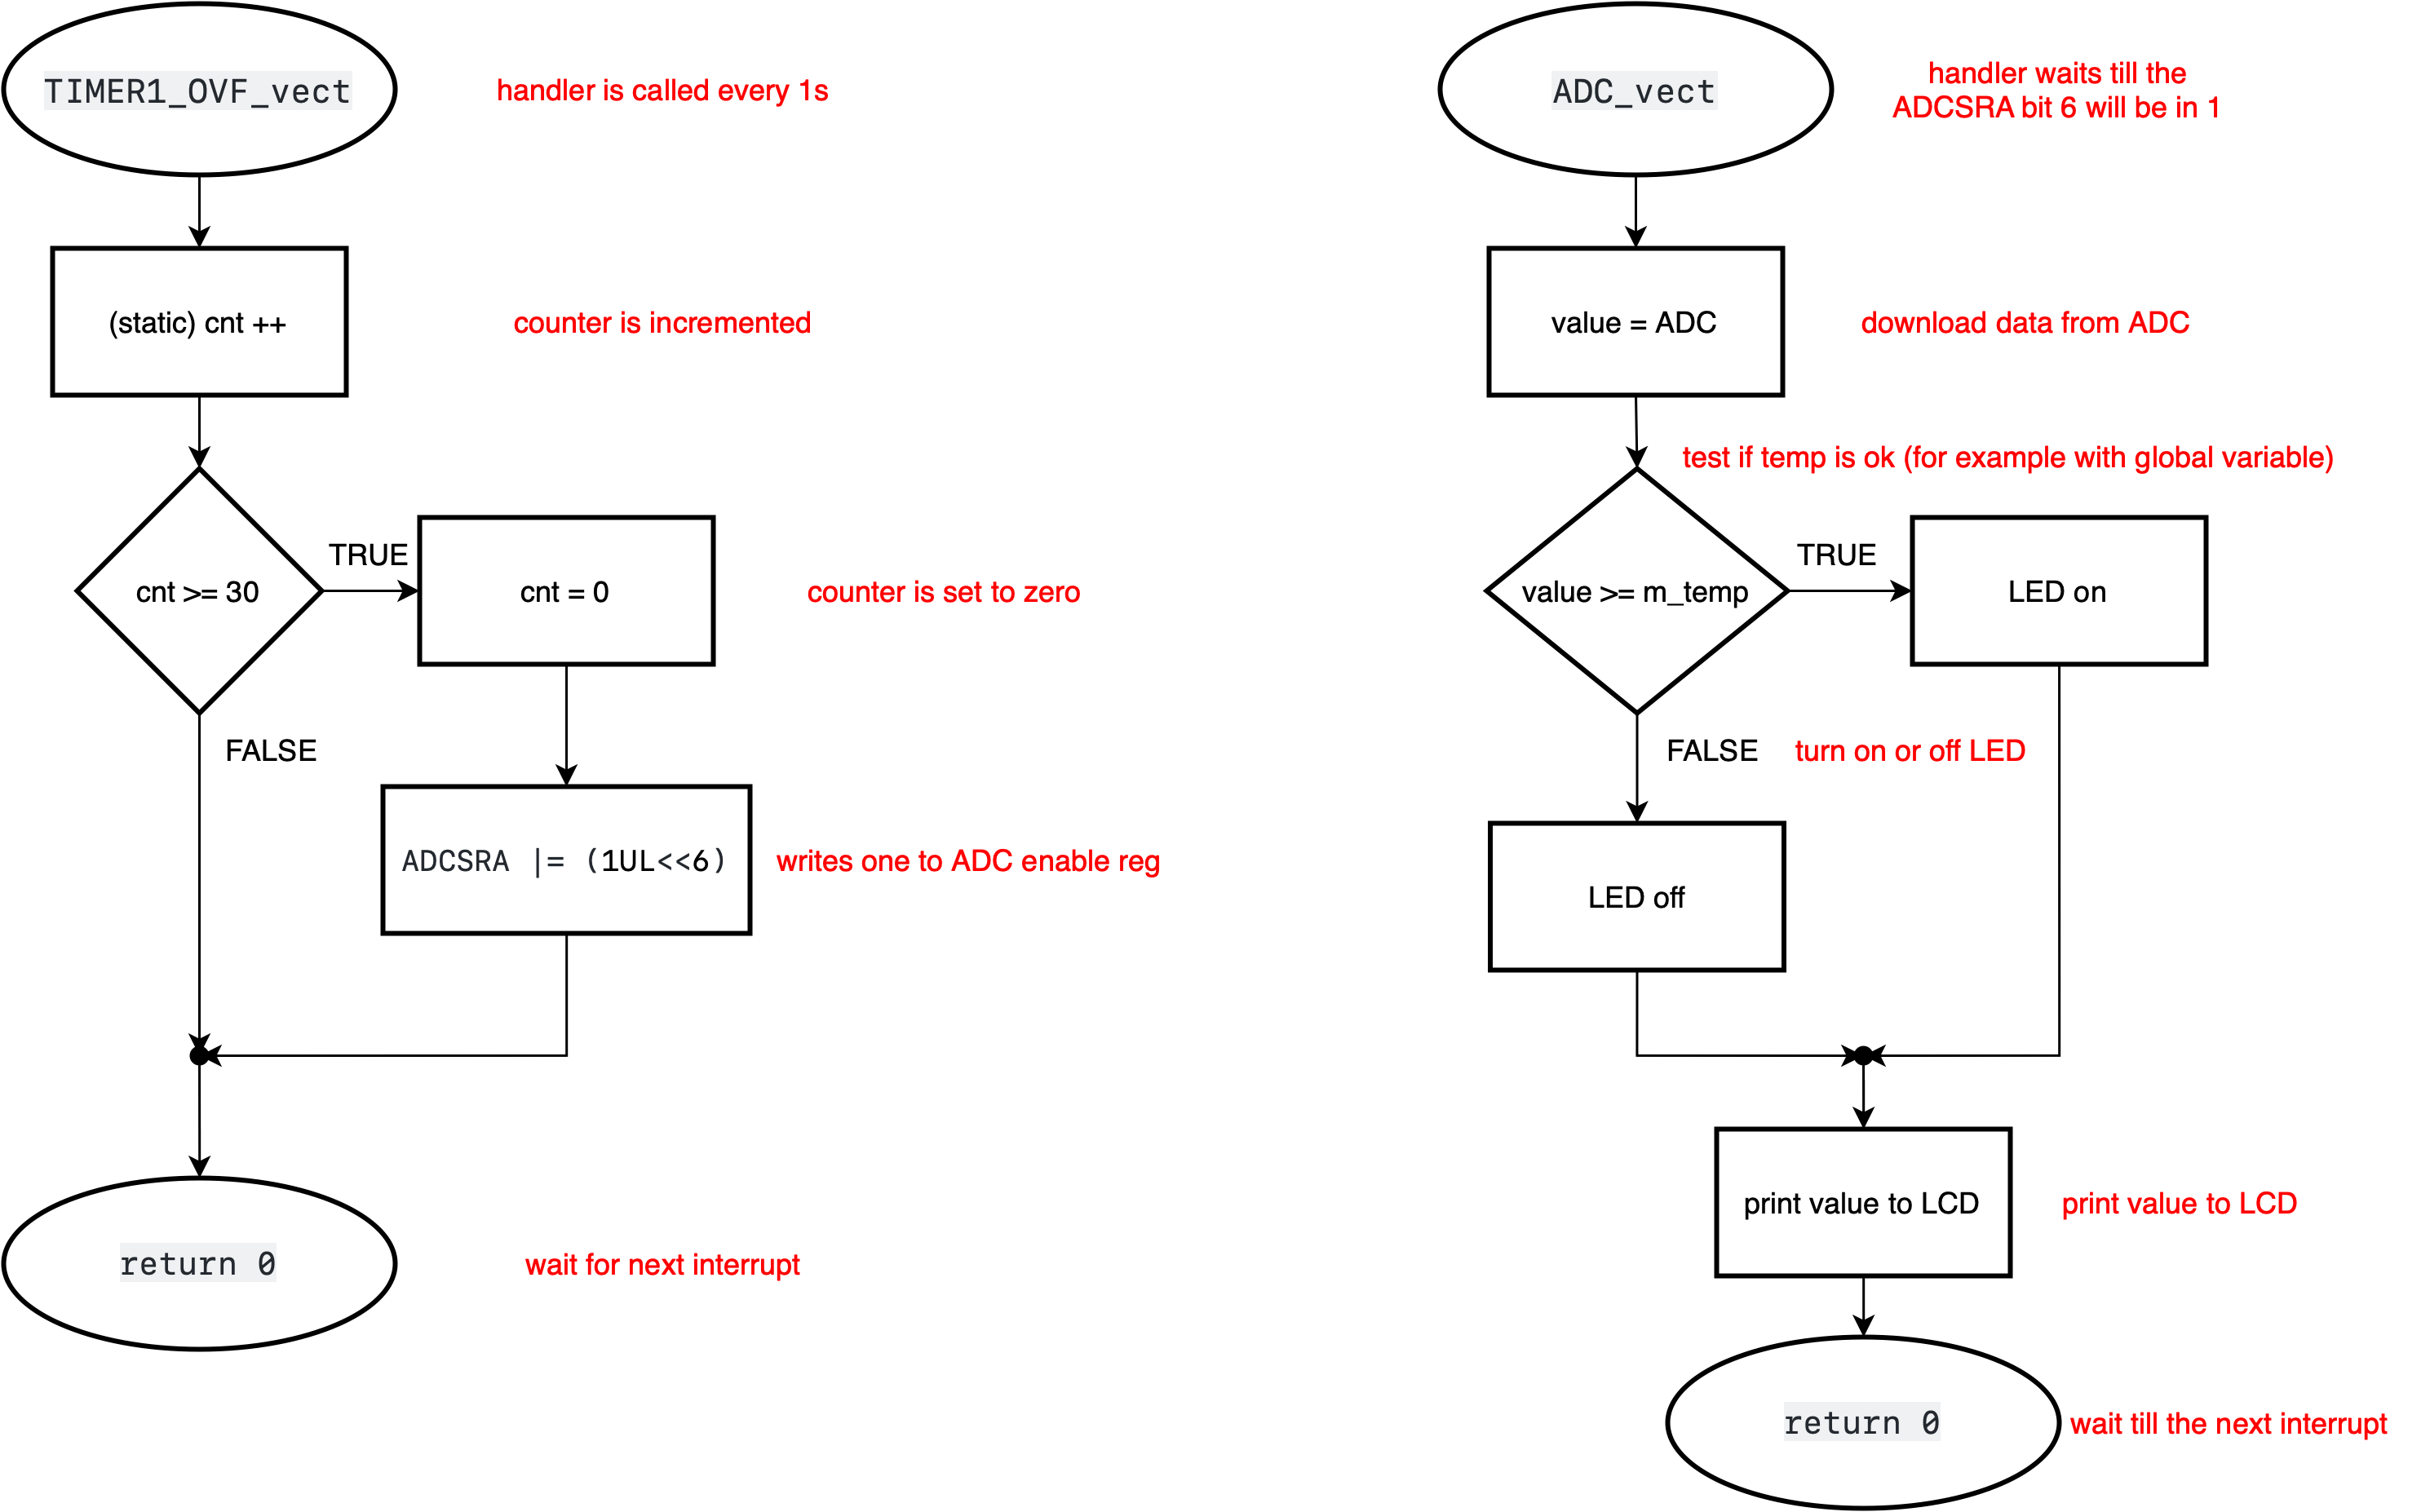 TIMER1_OVF_vect
handler is called every 1s
(static) cnt ++
counter is incremented
cnt >= 30
TRUE
cnt = 0
counter is set to zero
FALSE
ADCSRA |= (1UL<<6)
writes one to ADC enable reg
return 0
wait for next interrupt
ADC_vect
handler waits till the
ADCSRA bit 6 will be in 1
value = ADC
download data from ADC
test if temp is ok (for example with global variable)
value >= m_temp
TRUE
LED on
FALSE
turn on or off LED
LED off
print value to LCD
print value to LCD
return 0
wait till the next interrupt